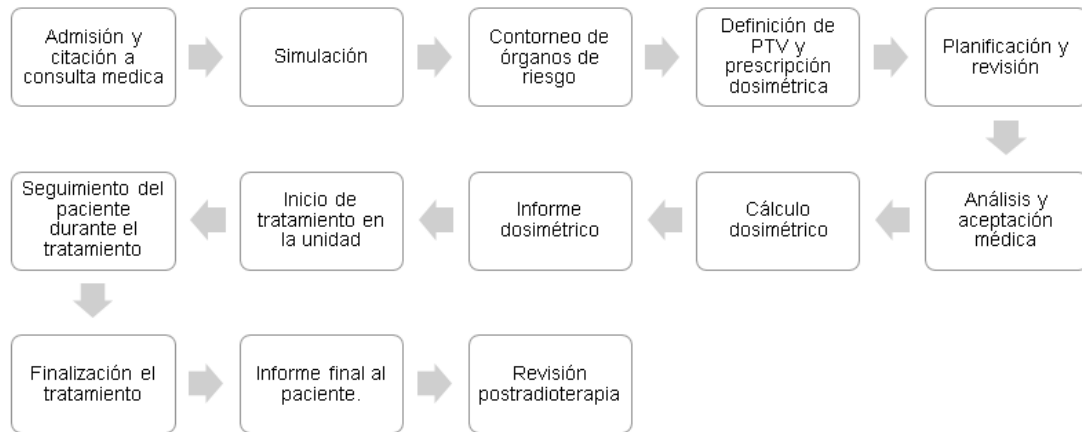 Admisión y
citación a
consulta medica
Simulación
Contorneo de
órganos de
riesgo
Definición de
PTV y
prescripción
dosimétrica
Planificación y
revisión
Análisis y
aceptación
médica
Cálculo
dosimétrico
Informe
dosimétrico
Inicio de
tratamiento en
la unidad
Seguimiento del
paciente
durante el
tratamiento
Finalización el
tratamiento
Informe final al
paciente.
Revisión
postradioterapia